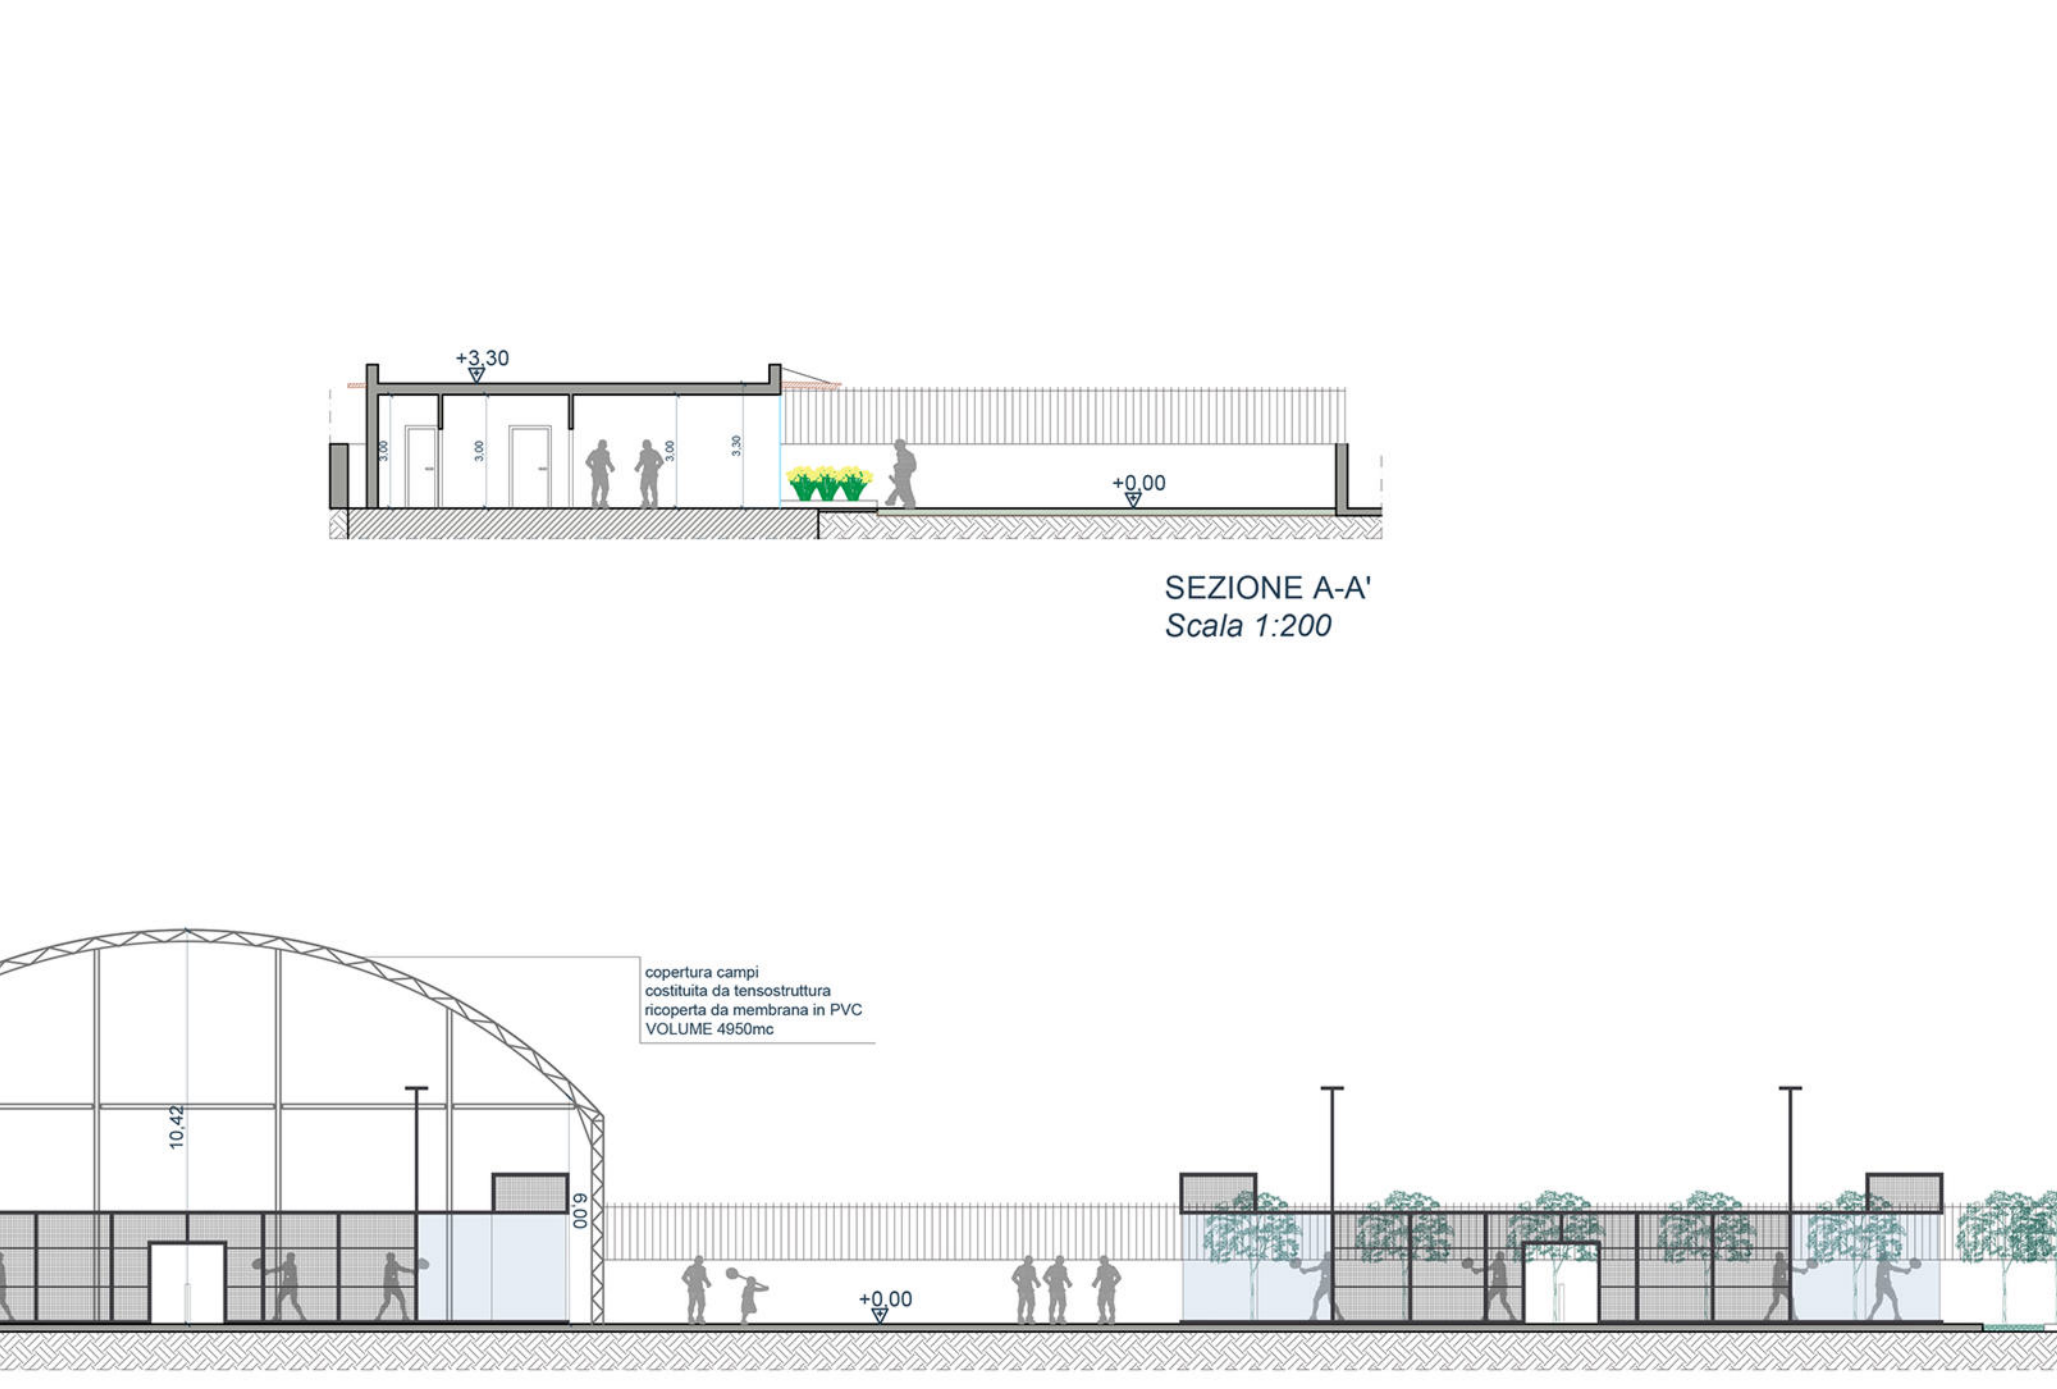 +3,30
3,00
3,00
3,00
3,30
+0,00
SEZIONE A-A'
Scala 1:200
copertura campi
costituita da tensostruttura
ricoperta da membrana in PVC
VOLUME 4950mc
10,42
6,00
+0,00